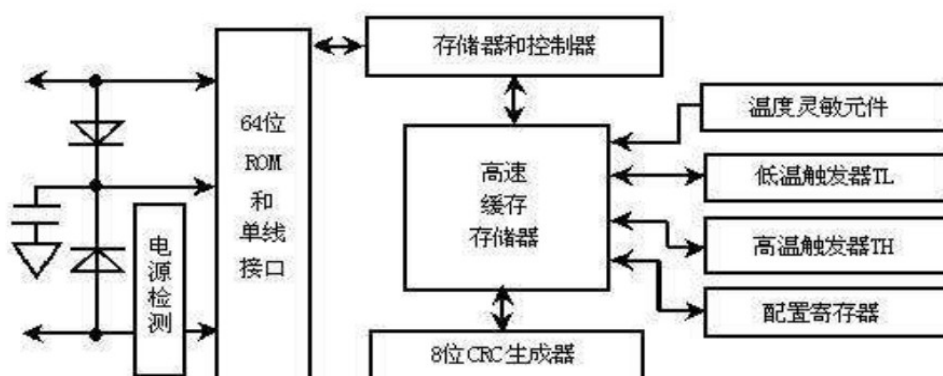 电
源
检
测
64位
ROM
和
单线
接口
存储器和控制器
高速
缓存
存储器
8位CRC生成器
温度灵敏元件
低温触发器TL
高温触发器TH
配置寄存器